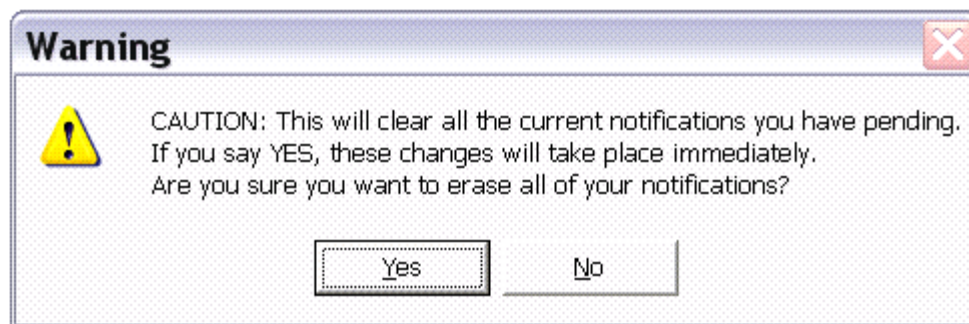 Warning
CAUTION: This will clear all the current notifications you have pending.
If you say YES, these changes will take place immediately.
Are you sure you want to erase all of your notifications?
Yes
No